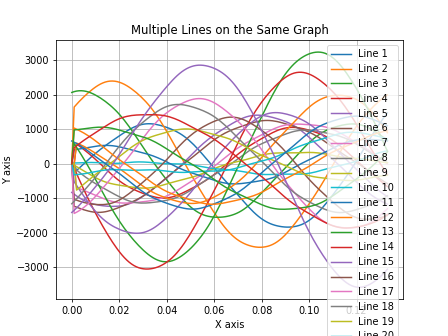 Multiple Lines on the Same Graph
Y axis
3000
2000
1000
0
−1000
−2000
−3000
0.00
0.02
0.04
0.06
0.08
0.10
X axis
Line 1
Line 2
Line 3
Line 4
Line 5
Line 6
Line 7
Line 8
Line 9
Line 10
Line 11
Line 12
Line 13
Line 14
Line 15
Line 16
Line 17
Line 18
Line 19
Line 20